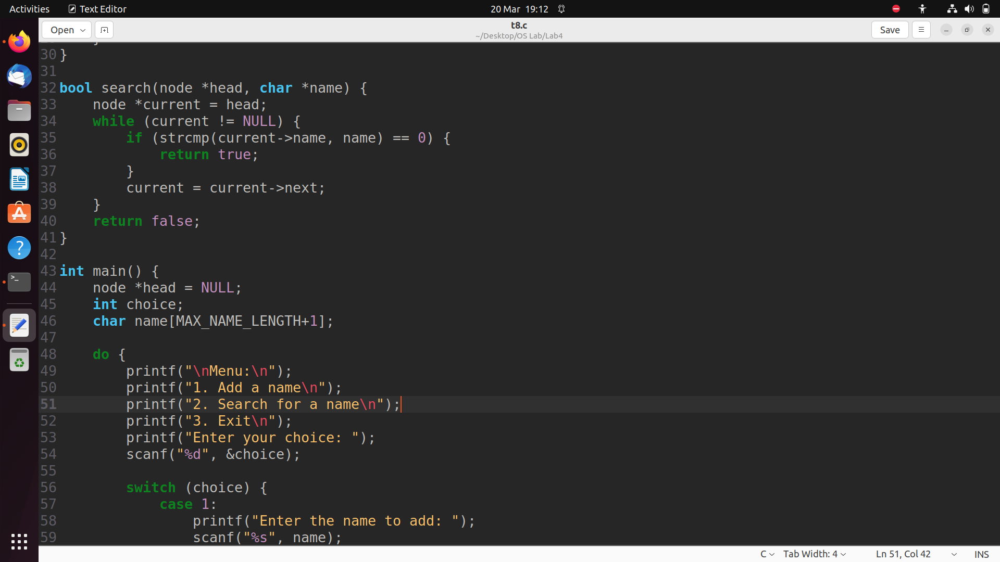 Activities
Text Editor
20 Mar 19:12
Open
t8.c
~/Desktop/OS Lab/Lab4
Save
30 }
31
32 bool search(node *head, char *name) {
33     node *current = head;
34     while (current != NULL) {
35         if (strcmp(current->name, name) == 0) {
36             return true;
37         }
38         current = current->next;
39     }
40     return false;
41 }
42
43 int main() {
44     node *head = NULL;
45     int choice;
46     char name[MAX_NAME_LENGTH+1];
47
48     do {
49         printf("\nMenu:\n");
50         printf("1. Add a name\n");
51         printf("2. Search for a name\n");
52         printf("3. Exit\n");
53         printf("Enter your choice: ");
54         scanf("%d", &choice);
55
56         switch (choice) {
57             case 1:
58                 printf("Enter the name to add: ");
59                 scanf("%s", name);
C
Tab Width: 4
Ln 51, Col 42
INS